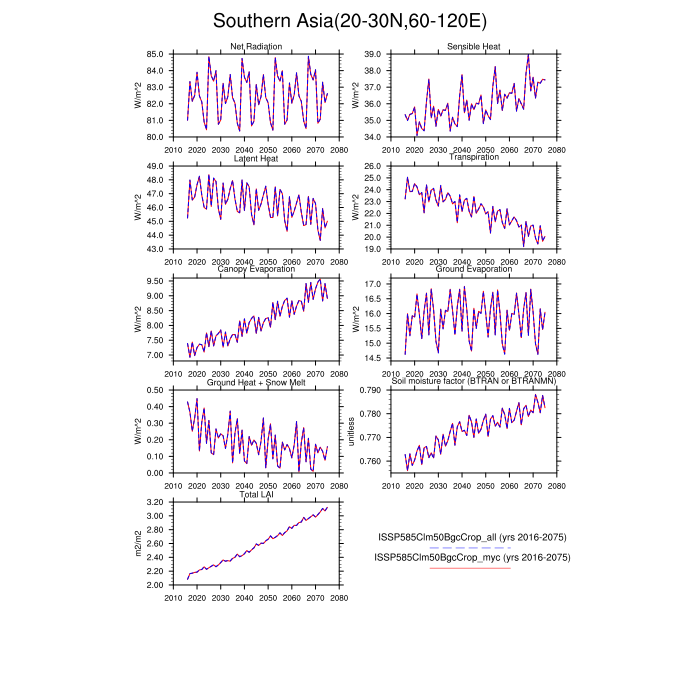 Southern Asia(20-30N,60-120E)
Net Radiation
Sensible Heat
85.0
84.0
83.0
82.0
81.0
80.0
W/m^2
2010 2020 2030 2040 2050 2060 2070 2080
39.0
38.0
37.0
36.0
35.0
34.0
W/m^2
2010 2020 2030 2040 2050 2060 2070 2080
Latent Heat
Transpiration
49.0
48.0
47.0
46.0
45.0
44.0
43.0
W/m^2
2010 2020 2030 2040 2050 2060 2070 2080
26.0
25.0
24.0
23.0
22.0
21.0
20.0
19.0
W/m^2
2010 2020 2030 2040 2050 2060 2070 2080
Canopy Evaporation
Ground Evaporation
9.50
9.00
8.50
8.00
7.50
7.00
W/m^2
2010 2020 2030 2040 2050 2060 2070 2080
17.0
16.5
16.0
15.5
15.0
14.5
W/m^2
2010 2020 2030 2040 2050 2060 2070 2080
Ground Heat + Snow Melt
Soil moisture factor (BTRAN or BTRANMN)
0.50
0.40
0.30
0.20
0.10
0.00
W/m^2
2010 2020 2030 2040 2050 2060 2070 2080
0.790
0.780
0.770
0.760
unitless
2010 2020 2030 2040 2050 2060 2070 2080
Total LAI
3.20
3.00
2.80
2.60
2.40
2.20
2.00
m2/m2
2010 2020 2030 2040 2050 2060 2070 2080
ISSP585Clm50BgcCrop_all (yrs 2016-2075)
ISSP585Clm50BgcCrop_myc (yrs 2016-2075)